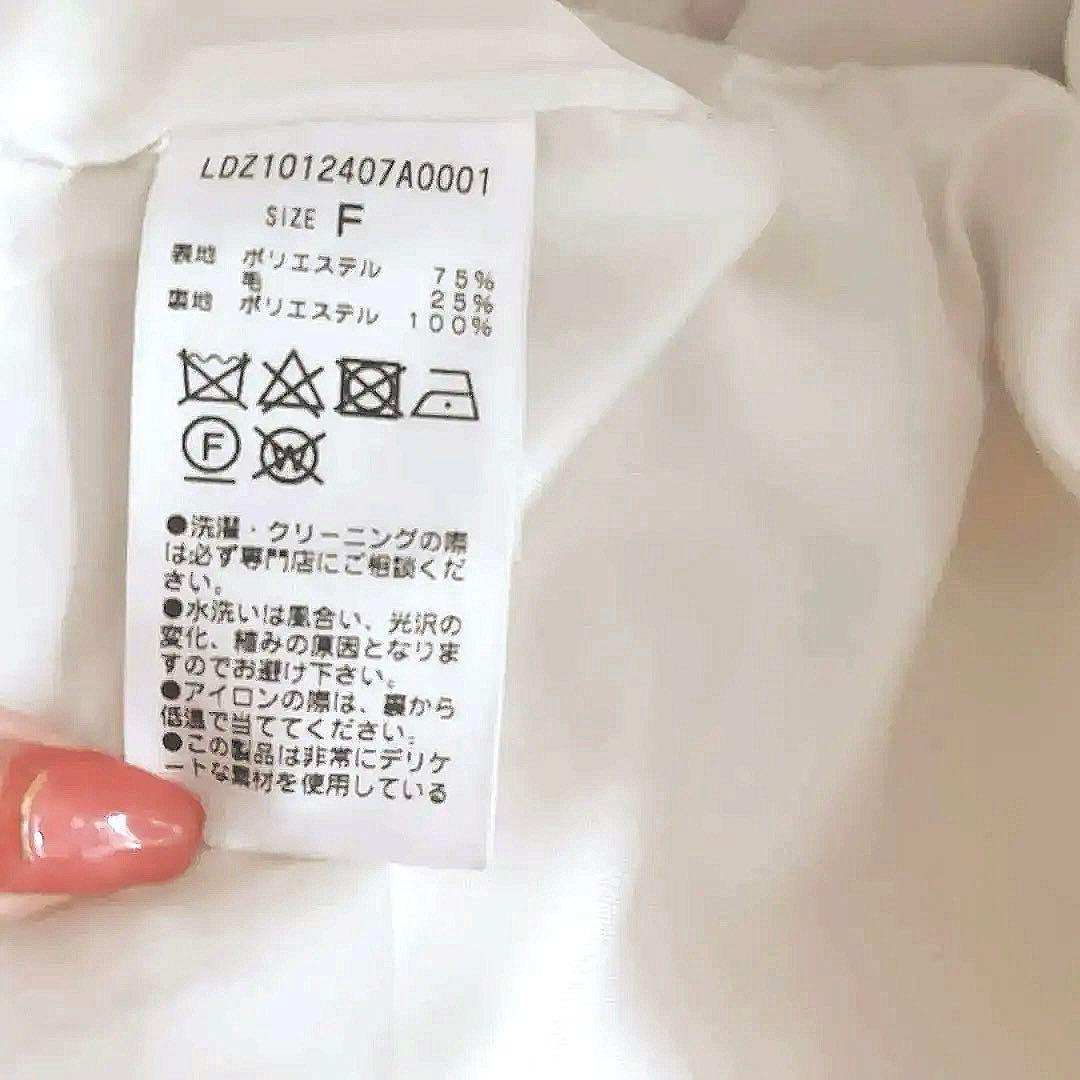 LDZ1012407A0001
SIZE F
表地 ポリエステル 75%
毛 25%
裏地 ポリエステル 100%
F
W
●洗濯・クリーニングの際
は必ず専門店にご相談くだ
さい。
●水洗いは風合い、光沢の
変化、縮みの原因となりま
すのでお避け下さい。
●アイロンの際は、裏から
低温で当ててください。
●この製品は非常にデリケ
ートな素材を使用している